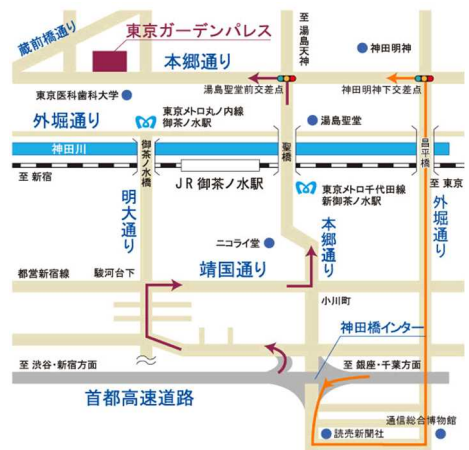 蔵前橋通り
東京ガーデンパレス
本郷通り
至 湯島天神
神田明神
湯島聖堂前交差点
神田明神下交差点
東京医科歯科大学
外堀通り
東京メトロ丸ノ内線
御茶ノ水駅
湯島聖堂
神田川
御茶ノ水橋
聖橋
昌平橋
至 新宿
JR 御茶ノ水駅
至 東京
東京メトロ千代田線
新御茶ノ水駅
明大通り
本郷通り
外堀通り
ニコライ堂
都営新宿線
駿河台下
靖国通り
小川町
神田橋インター
至 渋谷・新宿方面
至 銀座・千葉方面
首都高速道路
通信総合博物館
読売新聞社